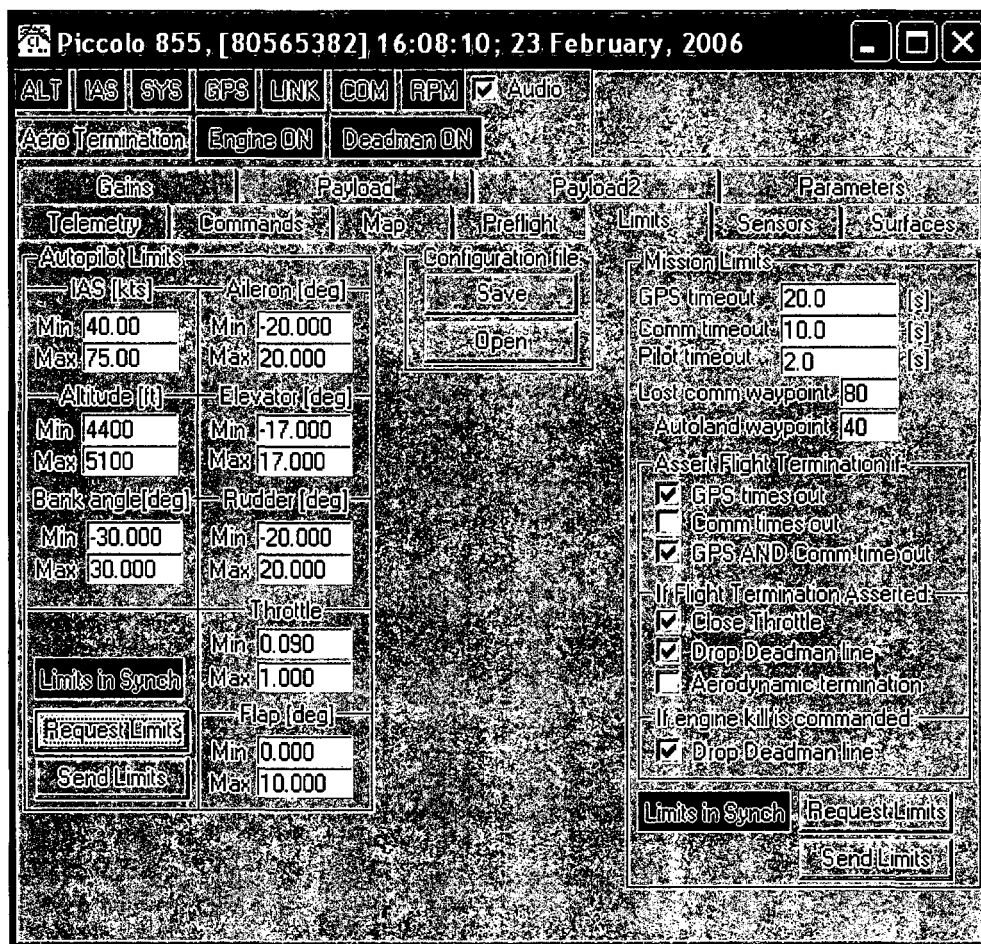 Piccolo 855, [80565382] 16:08:10; 23 February, 2006
ALT IAS SYS GPS LINK COM RPM Audio
Aero Termination Engine ON Deadman ON
Gains Payload Payload2 Parameters
Telemetry Commands Map Preflight Limits Sensors Surfaces
Autopilot Limits
IAS [kts]
Min 40.00
Max 75.00
Altitude [ft]
Min 4400
Max 5100
Bank angle[deg]
Min -30.000
Max 30.000
Limits in Synch
Request Limits
Send Limits
Aileron [deg]
Min -20.000
Max 20.000
Elevator [deg]
Min -17.000
Max 17.000
Rudder [deg]
Min -20.000
Max 20.000
Throttle
Min 0.090
Max 1.000
Flap [deg]
Min 0.000
Max 10.000
Configuration file
Save
Open
Mission Limits
GPS timeout 20.0 [s]
Comm timeout 10.0 [s]
Pilot timeout 2.0 [s]
Lost comm waypoint 80
Autoland waypoint 40
Assert Flight Termination if:
GPS times out
Comm times out
GPS AND Comm time out
If Flight Termination Asserted:
Close Throttle
Drop Deadman line
Aerodynamic termination
If engine kill is commanded:
Drop Deadman line
Limits in Synch Request Limits
Send Limits